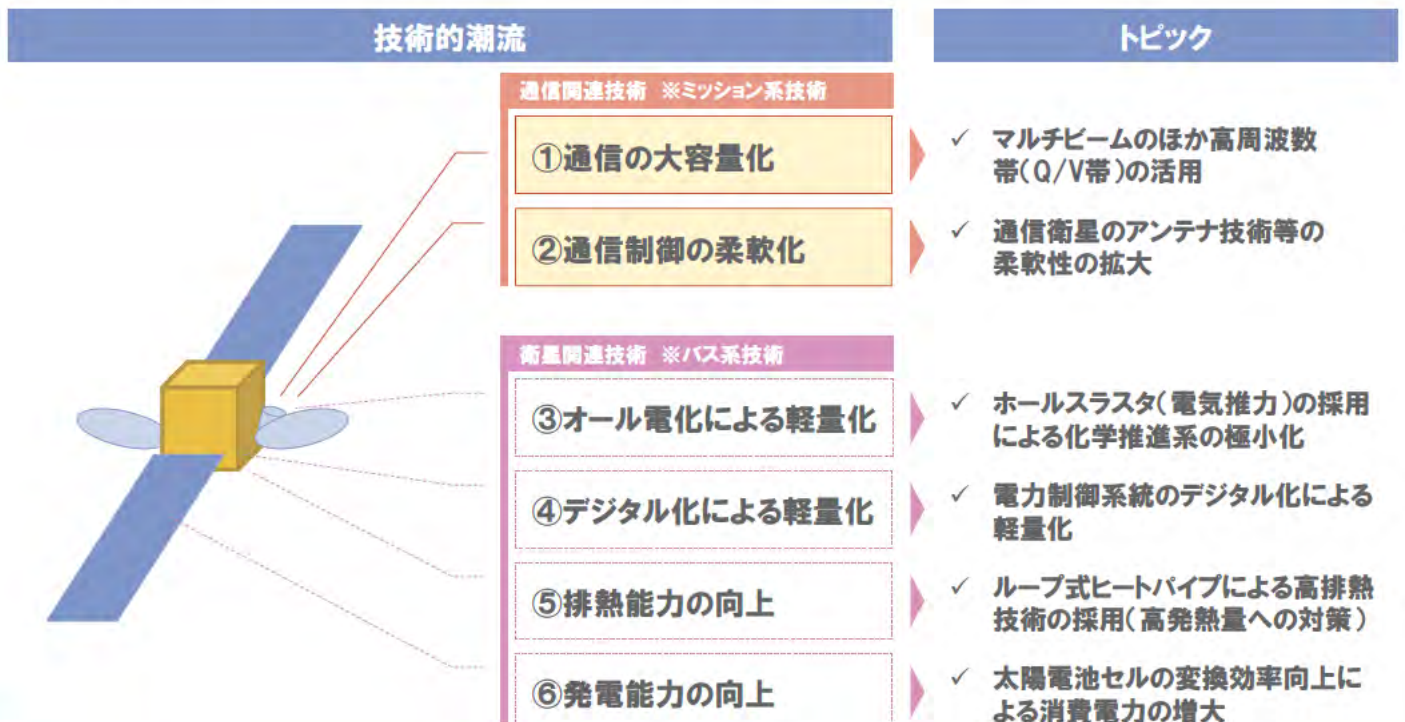 技術的潮流
トピック
通信関連技術 ※ミッション系技術
①通信の大容量化
✓ マルチビームのほか高周波数
帯(Q/V帯)の活用
②通信制御の柔軟化
✓ 通信衛星のアンテナ技術等の
柔軟性の拡大
衛星関連技術 ※バス系技術
③オール電化による軽量化
✓ ホールスラスタ(電気推力)の採用
による化学推進系の極小化
④デジタル化による軽量化
✓ 電力制御系統のデジタル化による
軽量化
⑤排熱能力の向上
✓ ループ式ヒートパイプによる高排熱
技術の採用(高発熱量への対策)
⑥発電能力の向上
✓ 太陽電池セルの変換効率向上に
よる消費電力の増大